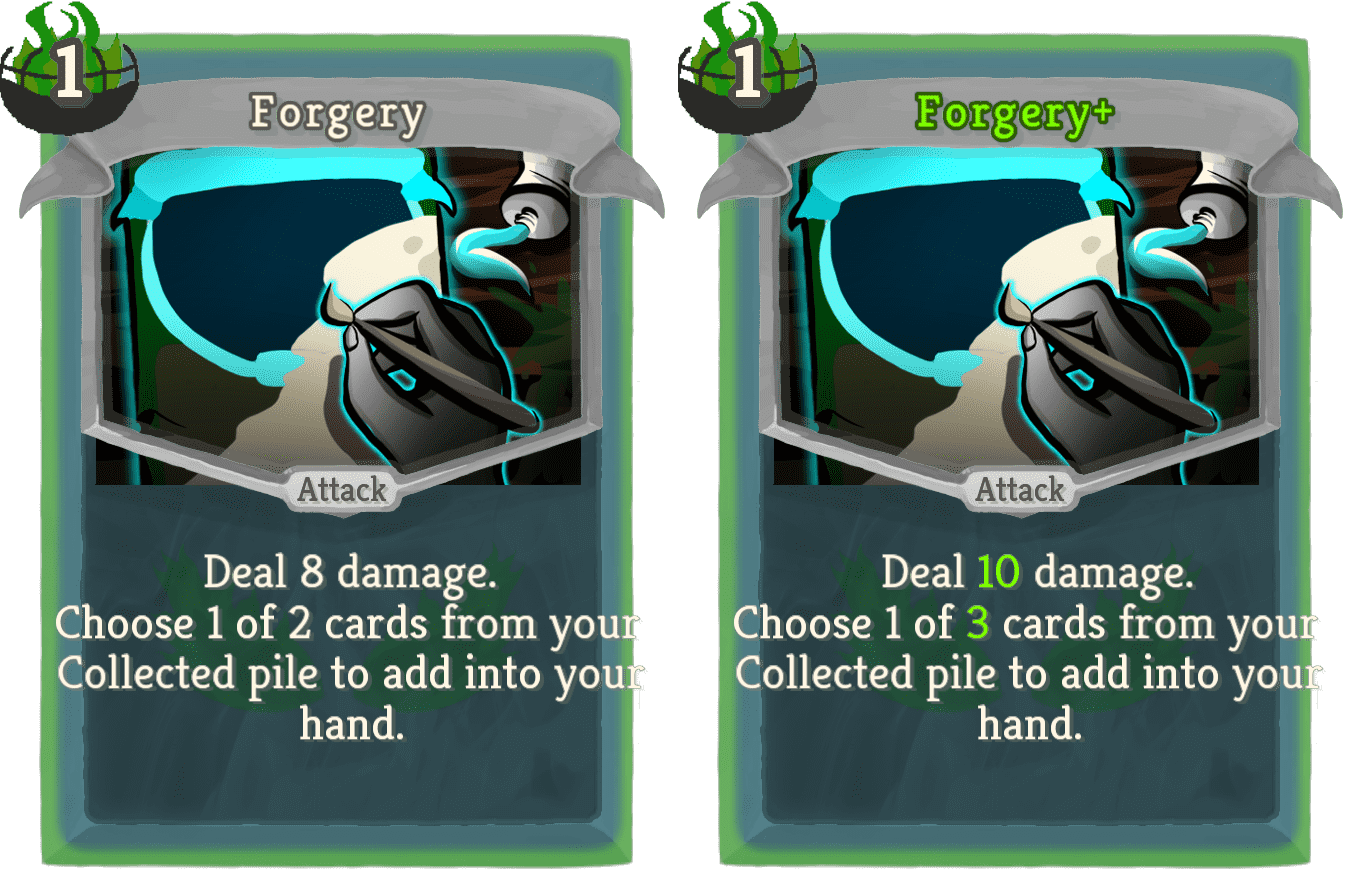 1
Forgery
Attack
Deal 8 damage.
Choose 1 of 2 cards from your
Collected pile to add into your
hand.
1
Forgery+
Attack
Deal 10 damage.
Choose 1 of 3 cards from your
Collected pile to add into your
hand.